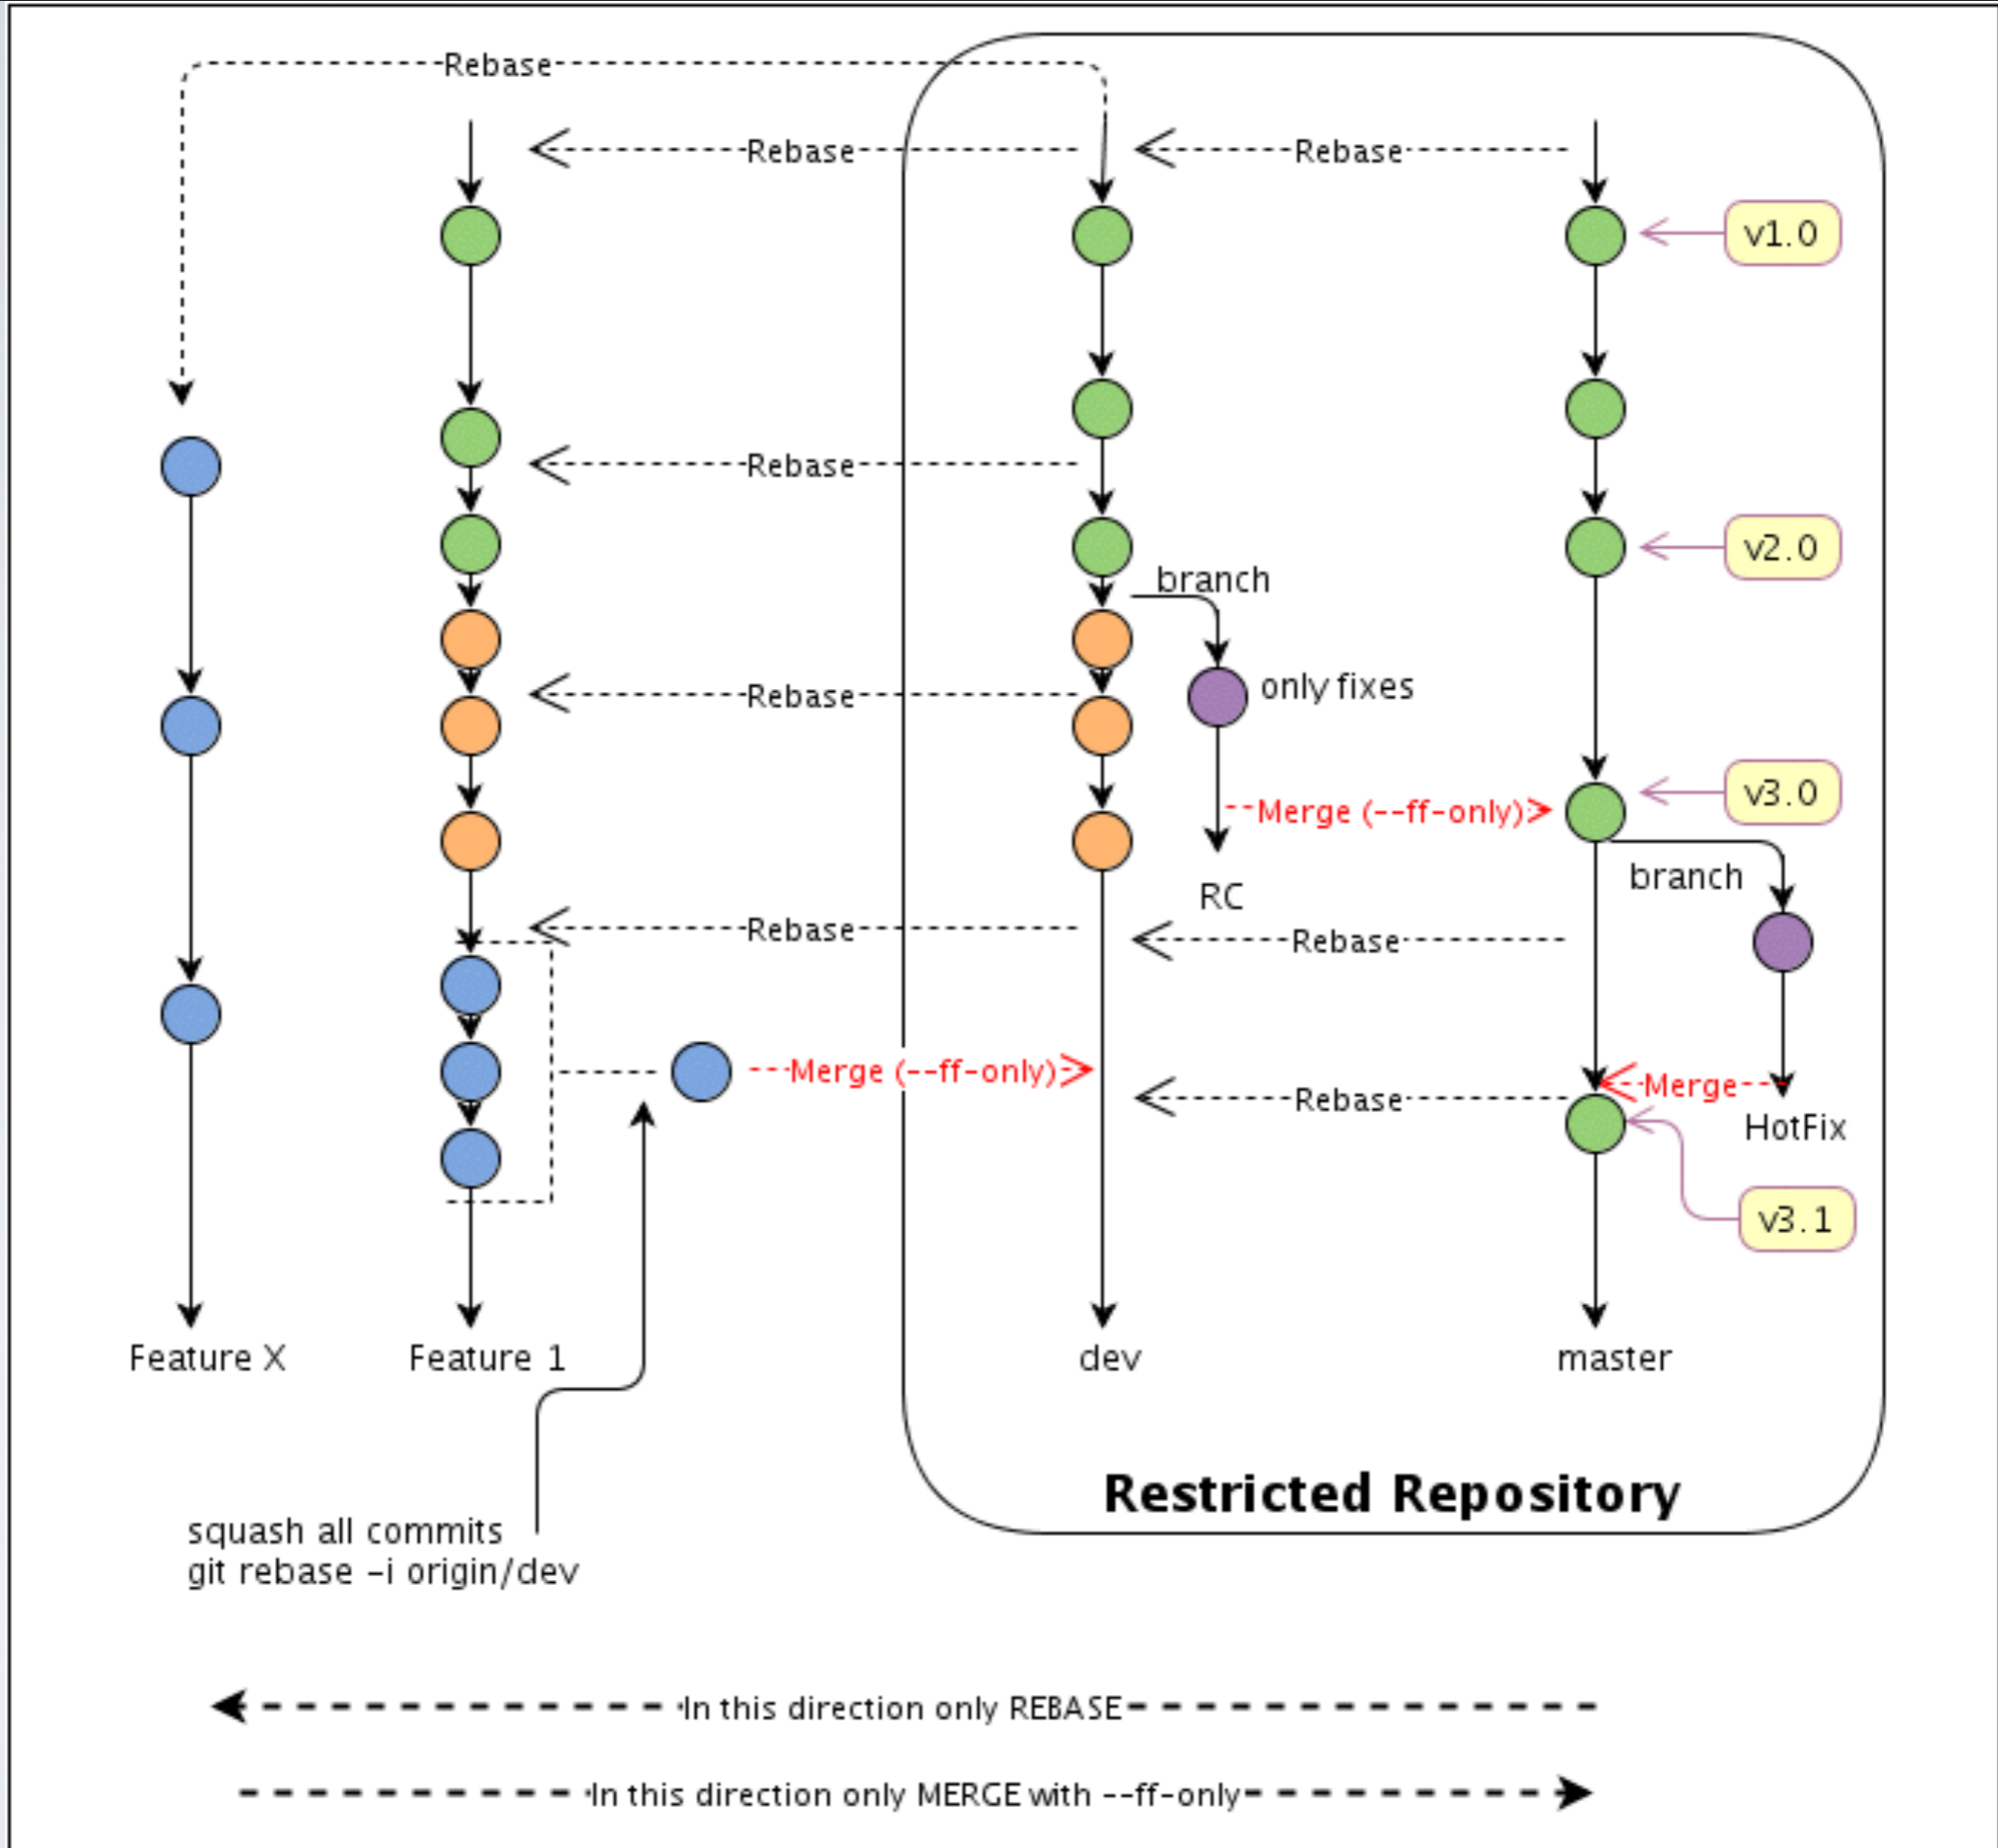 Rebase
Rebase
Rebase
v1.0
Rebase
v2.0
branch
Rebase
only fixes
v3.0
Merge (--ff-only)
branch
RC
Rebase
Rebase
Merge (--ff-only)
Rebase
Merge
HotFix
v3.1
Feature X
Feature 1
dev
master
Restricted Repository
squash all commits
git rebase -i origin/dev
In this direction only REBASE
In this direction only MERGE with --ff-only